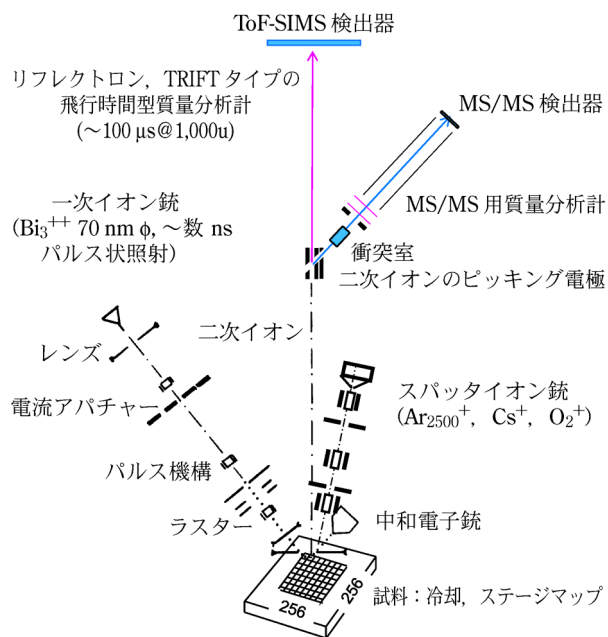 ToF-SIMS 検出器
リフレクトロン，TRIFT タイプの
飛行時間型質量分析計
(～100 μs@1,000u)
MS/MS 検出器
一次イオン銃
(Bi₃⁺⁺ 70 nm ϕ, ～数 ns
パルス状照射)
MS/MS 用質量分析計
衝突室
二次イオンのピッキング電極
二次イオン
レンズ
スパッタイオン銃
(Ar₂₅₀₀⁺, Cs⁺, O₂⁺)
電流アパチャー
パルス機構
ラスター
中和電子銃
256
256
試料：冷却，ステージマップ